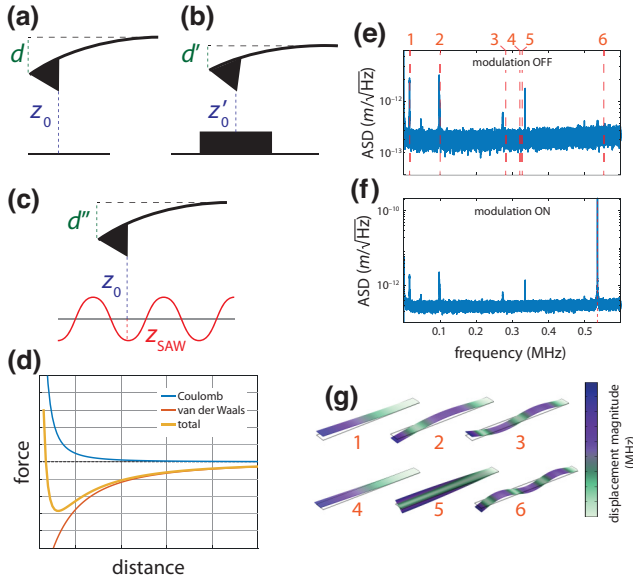 (a)
d
z0
(b)
d′
z0′
(c)
d″
z0
zSAW
(d)
Coulomb
van der Waals
total
force
distance
(e)
1 2 3 4 5 6
modulation OFF
ASD (m/√Hz)
10-12
10-13
(f)
modulation ON
ASD (m/√Hz)
10-10
10-12
0.1 0.2 0.3 0.4 0.5
frequency (MHz)
(g)
1 2 3
4 5 6
displacement magnitude
(MHz)